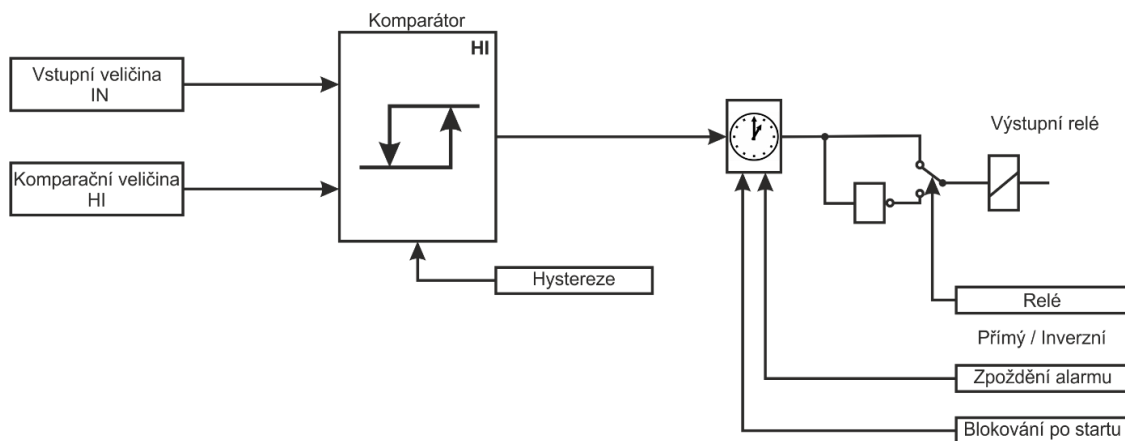 Komparátor
HI
Vstupní veličina
IN
Komparační veličina
HI
Hystereze
Výstupní relé
Relé
Přímý / Inverzní
Zpoždění alarmu
Blokování po startu